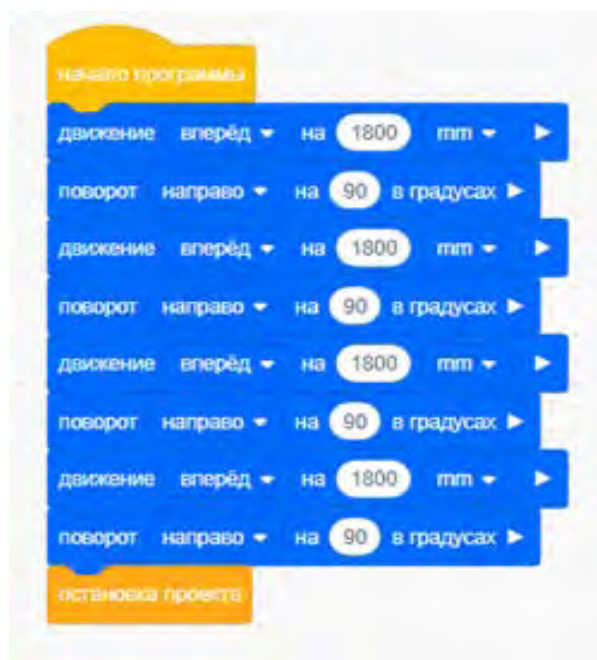 начало программы
движение вперёд на 1800 mm
поворот направо на 90 в градусах
движение вперёд на 1800 mm
поворот направо на 90 в градусах
движение вперёд на 1800 mm
поворот направо на 90 в градусах
движение вперёд на 1800 mm
поворот направо на 90 в градусах
остановка проекта